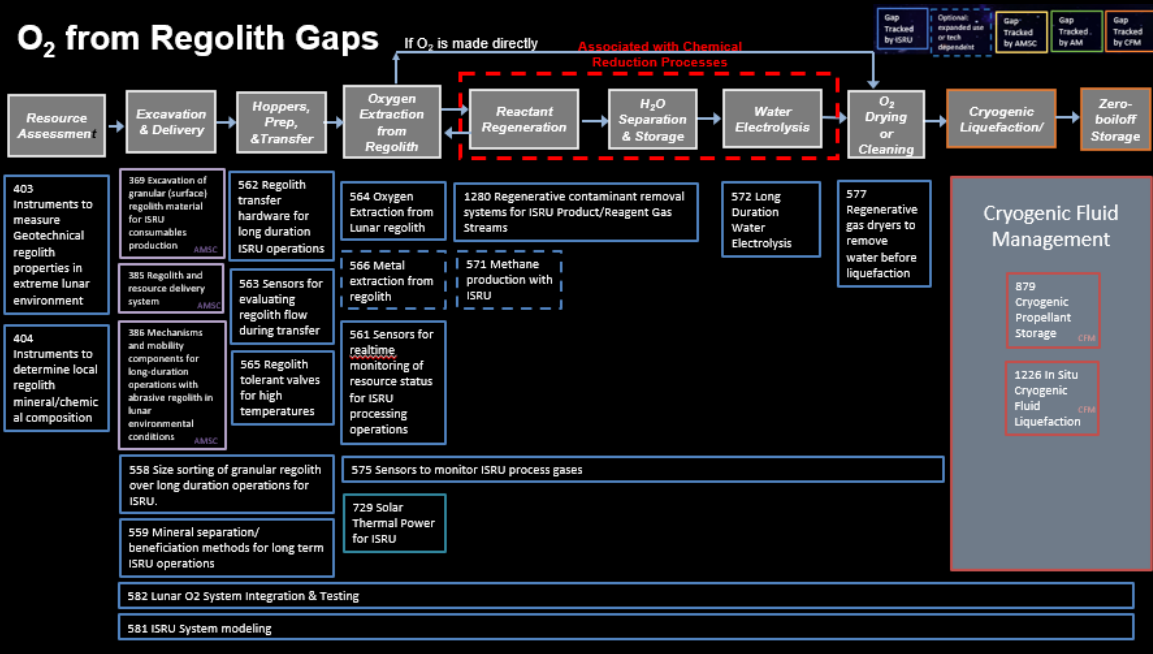 O2 from Regolith Gaps
If O2 is made directly
Associated with Chemical
Reduction Processes
Gap
Tracked
by ISRU
Optional:
expanded use
or tech
dependent
Gap
Tracked
by AMSC
Gap
Tracked
by AM
Gap
Tracked
by CFM
Resource
Assessment
Excavation
& Delivery
Hoppers,
Prep,
&Transfer
Oxygen
Extraction
from
Regolith
Reactant
Regeneration
H2O
Separation
& Storage
Water
Electrolysis
O2
Drying
or
Cleaning
Cryogenic
Liquefaction/
Zero-
boiloff
Storage
403
Instruments to
measure
Geotechnical
regolith
properties in
extreme lunar
environment
404
Instruments to
determine local
regolith
mineral/chemic
al composition
369 Excavation of
granular (surface)
regolith material
for ISRU
consumables
production
AMSC
385 Regolith and
resource delivery
system
AMSC
386 Mechanisms
and mobility
components for
long-duration
operations with
abrasive regolith in
lunar
environmental
conditions
AMSC
562 Regolith
transfer
hardware for
long duration
ISRU operations
563 Sensors for
evaluating
regolith flow
during transfer
565 Regolith
tolerant valves
for high
temperatures
558 Size sorting of granular regolith
over long duration operations for
ISRU.
559 Mineral separation/
beneficiation methods for long term
ISRU operations
564 Oxygen
Extraction from
Lunar regolith
566 Metal
extraction from
regolith
561 Sensors for
realtime
monitoring of
resource status
for ISRU
processing
operations
1280 Regenerative contaminant removal
systems for ISRU Product/Reagent Gas
Streams
571 Methane
production with
ISRU
572 Long
Duration
Water
Electrolysis
577
Regenerative
gas dryers to
remove
water before
liquefaction
575 Sensors to monitor ISRU process gases
729 Solar
Thermal Power
for ISRU
Cryogenic Fluid
Management
879
Cryogenic
Propellant
Storage
CFM
1226 In Situ
Cryogenic
Fluid
Liquefaction
CFM
582 Lunar O2 System Integration & Testing
581 ISRU System modeling